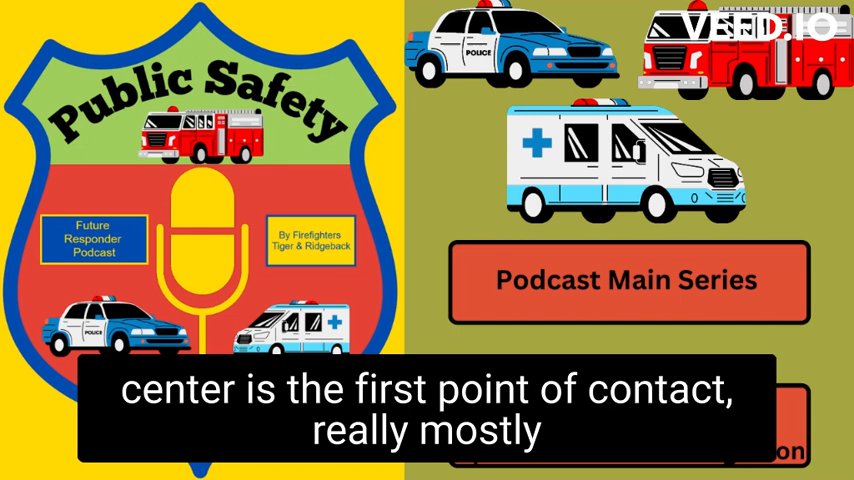 VEED.IO
Public Safety
POLICE
Future
Responder
Podcast
By Firefighters
Tiger & Ridgeback
POLICE
Podcast Main Series
center is the first point of contact,
really mostly
on